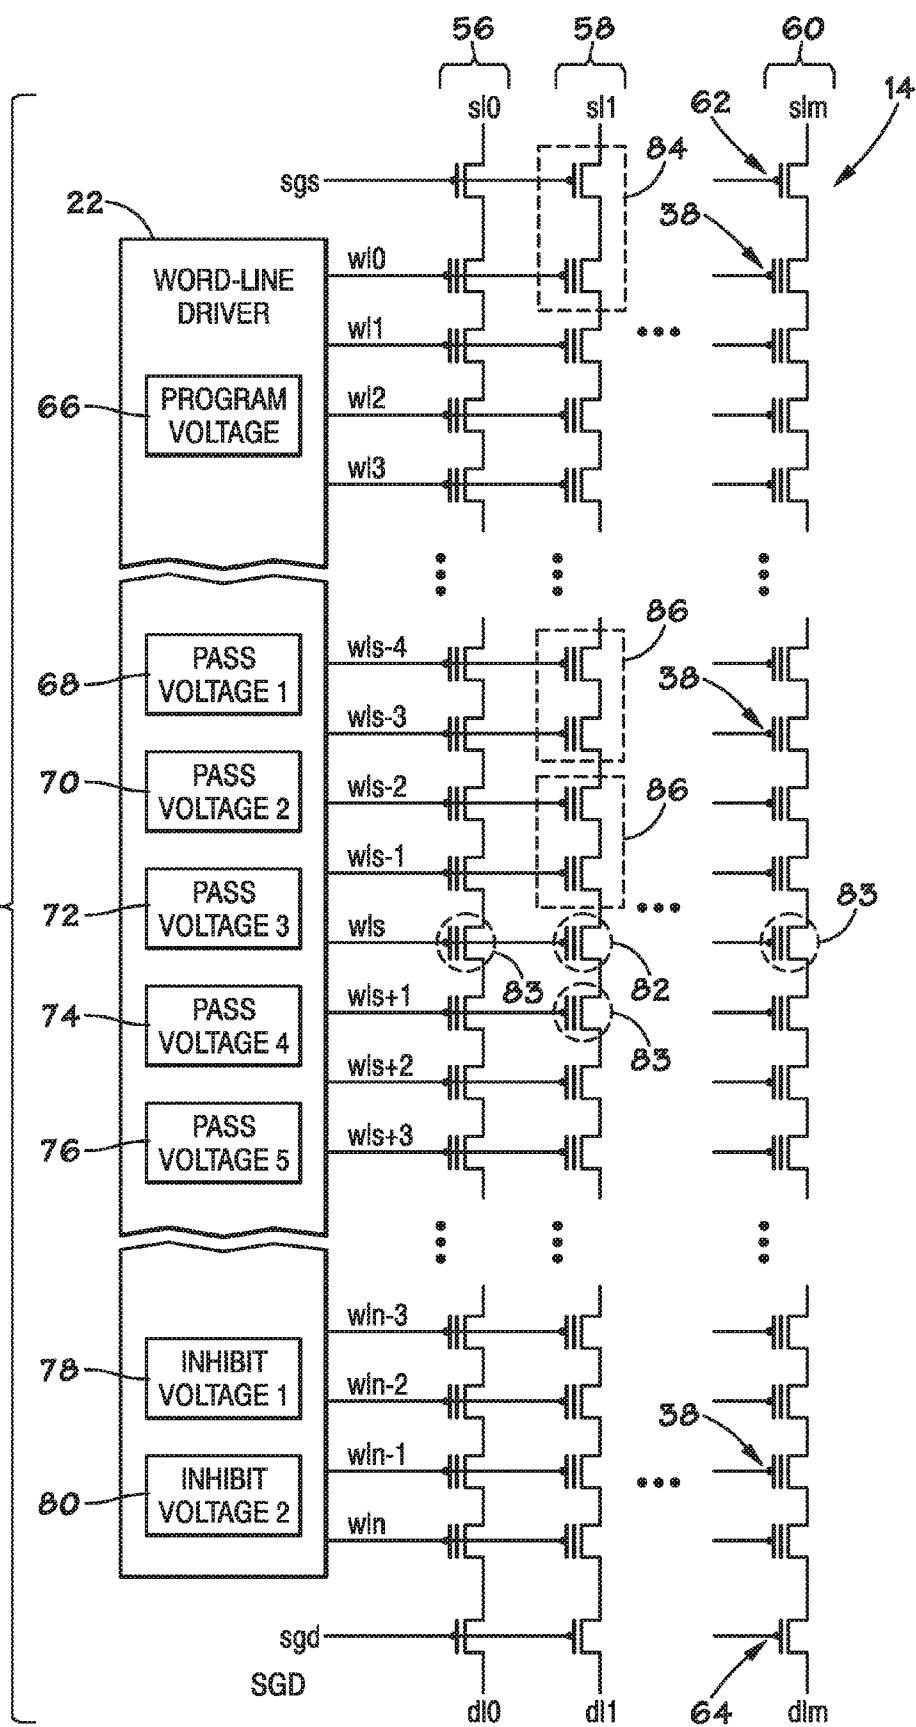 56 58 60
sl0 sl1 slm
62 14
84
sgs
22
38
wl0
WORD-LINE
DRIVER
wl1
66
PROGRAM
VOLTAGE
wl2
wl3
86
wls-4
68
PASS
VOLTAGE 1
38
wls-3
70
PASS
VOLTAGE 2
wls-2
86
wls-1
72
PASS
VOLTAGE 3
83
wls
83 82
74
PASS
VOLTAGE 4
wls+1
83
wls+2
76
PASS
VOLTAGE 5
wls+3
wln-3
78
INHIBIT
VOLTAGE 1
wln-2
38
wln-1
80
INHIBIT
VOLTAGE 2
wln
sgd
SGD
64
dl0 dl1 dlm